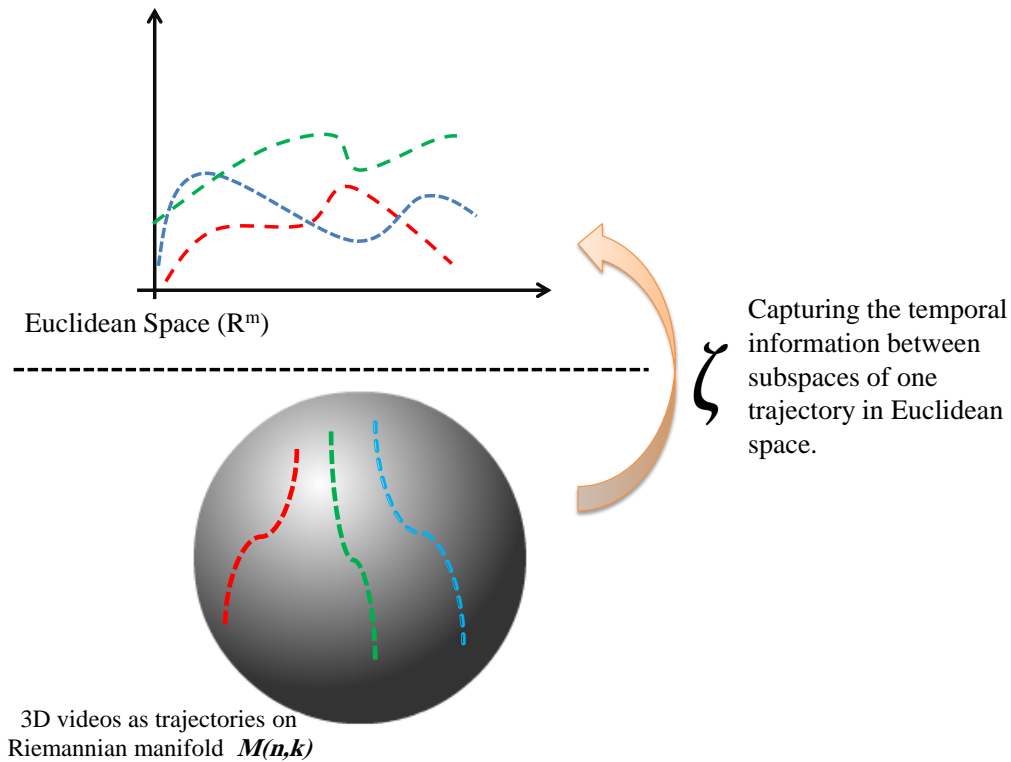 Euclidean Space (Rᵐ)
ζ
Capturing the temporal
information between
subspaces of one
trajectory in Euclidean
space.
3D videos as trajectories on
Riemannian manifold M(n,k)